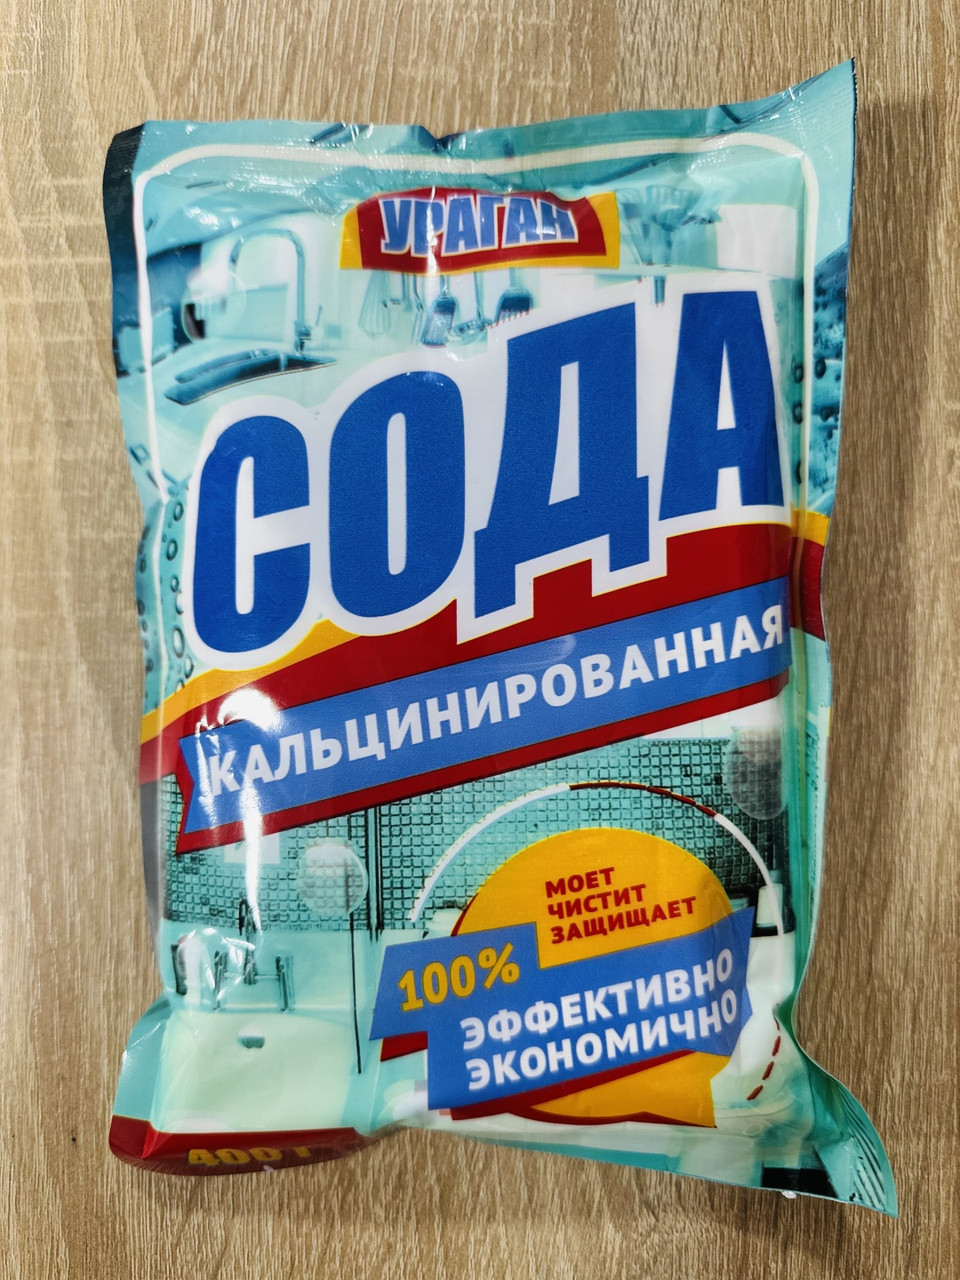 УРАГАН
СОДА
КАЛЬЦИНИРОВАННАЯ
МОЕТ
ЧИСТИТ
ЗАЩИЩАЕТ
100%
ЭФФЕКТИВНО
ЭКОНОМИЧНО
400 Г